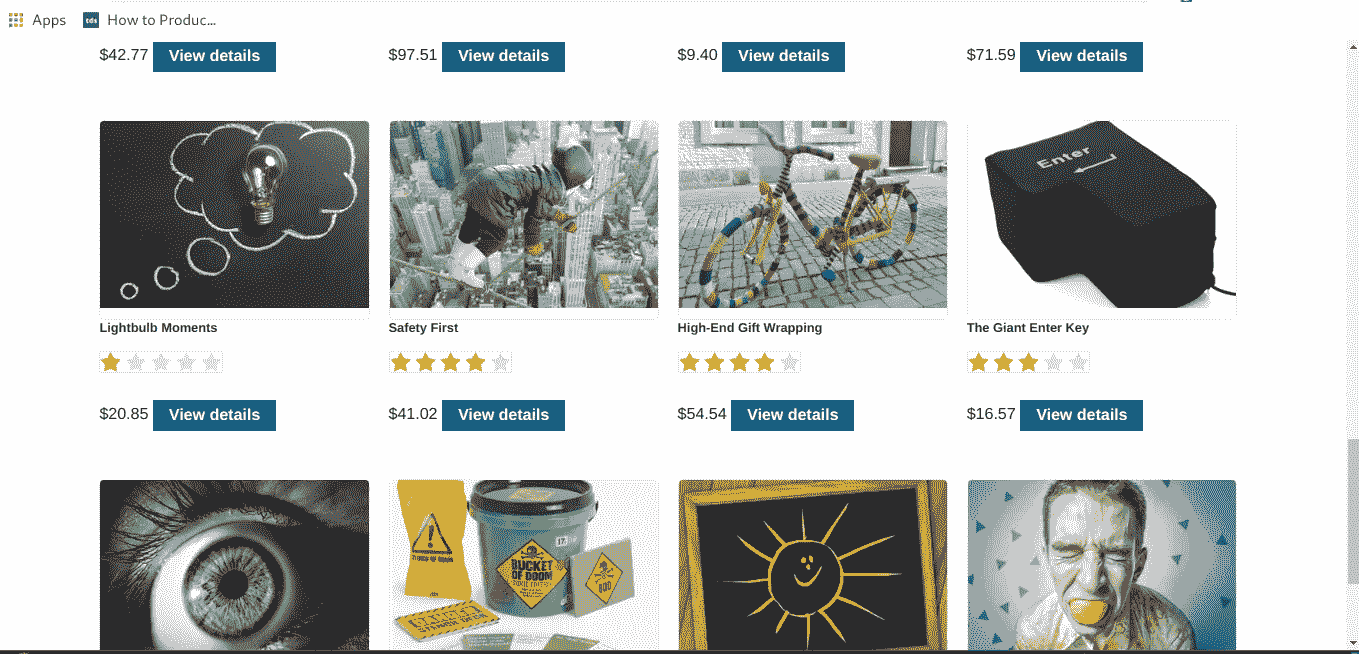 Apps tds How to Produc...
$42.77 View details $97.51 View details $9.40 View details $71.59 View details
Enter
Lightbulb Moments Safety First High-End Gift Wrapping The Giant Enter Key
$20.85 View details $41.02 View details $54.54 View details $16.57 View details
BUCKET
OF DOOM